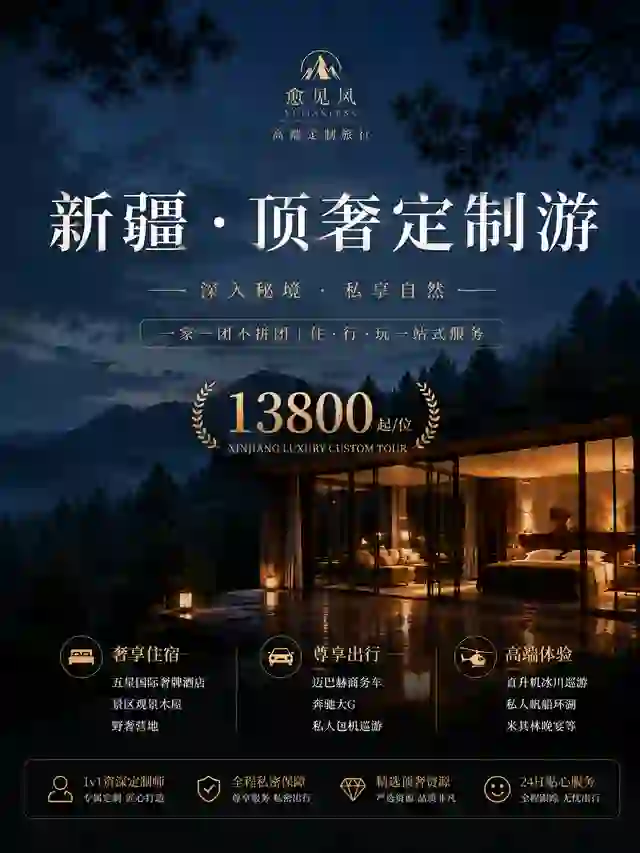 愈见风
高端定制旅行
新疆·顶奢定制游
深入秘境 · 私享自然
一家一团不拼团 | 住·行·玩一站式服务
13800起/位
XINJIANG LUXURY CUSTOM TOUR
奢享住宿
五星国际奢牌酒店
景区观景木屋
野奢营地
尊享出行
迈巴赫商务车
奔驰大G
私人包机巡游
高端体验
直升机冰川巡游
私人帆船环湖
米其林晚宴等
1v1资深定制师
专属定制 匠心打造
全程私密保障
尊享服务 私密出行
精选顶奢资源
严选资源 品质非凡
24H贴心服务
全程跟踪 无忧出行